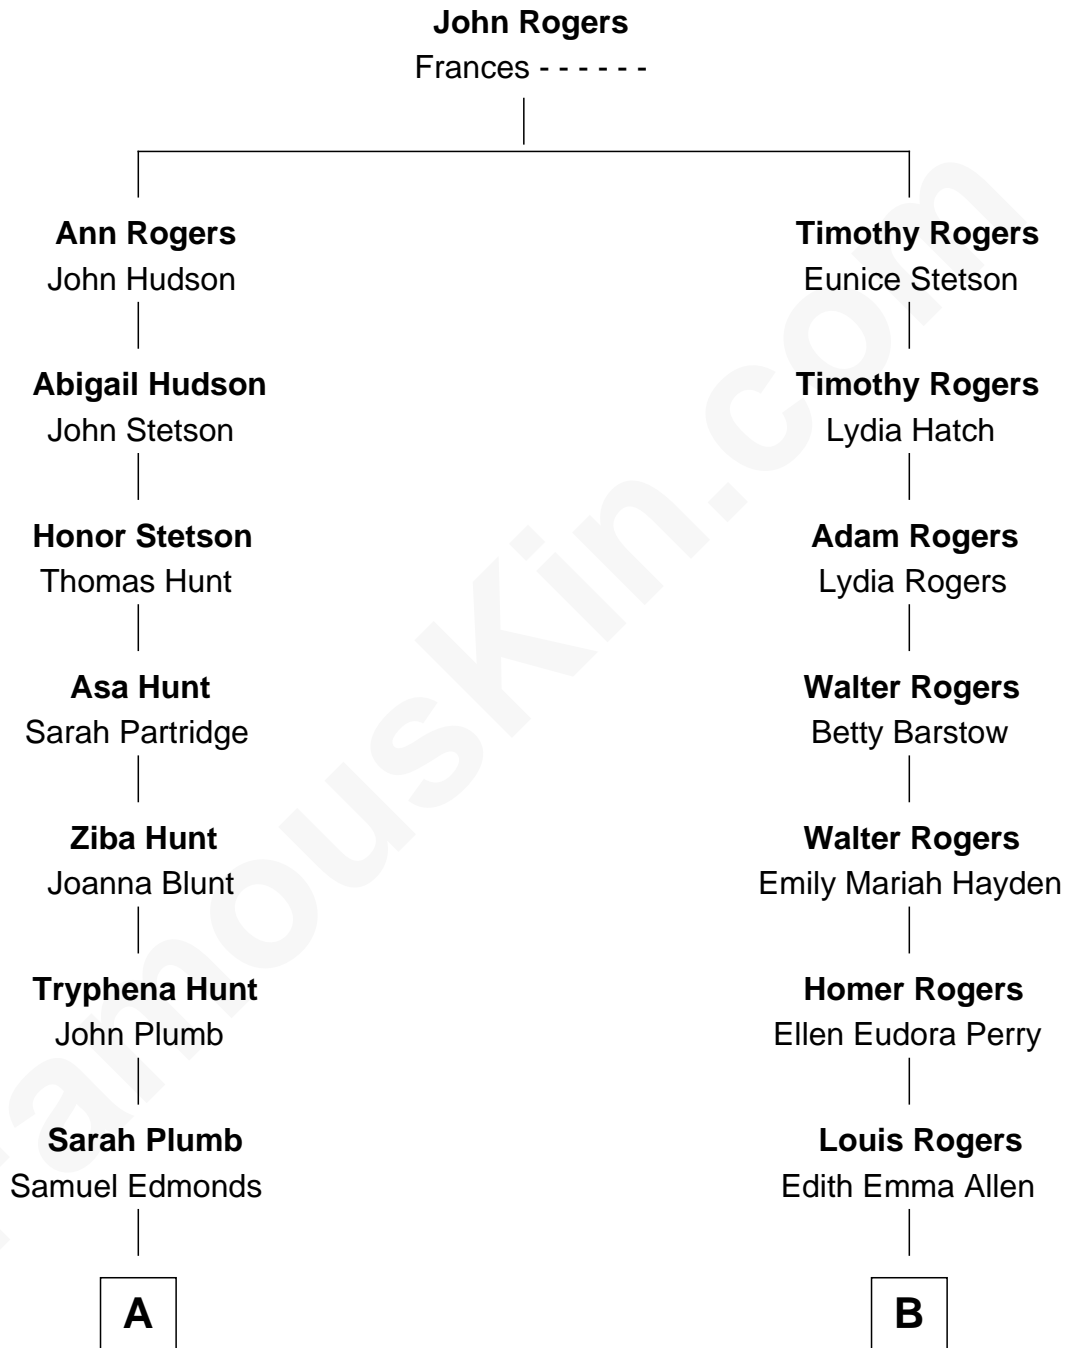 John Rogers
Frances - - - - - -
Ann Rogers
John Hudson
Timothy Rogers
Eunice Stetson
Abigail Hudson
John Stetson
Timothy Rogers
Lydia Hatch
Honor Stetson
Thomas Hunt
Adam Rogers
Lydia Rogers
Asa Hunt
Sarah Partridge
Walter Rogers
Betty Barstow
Ziba Hunt
Joanna Blunt
Walter Rogers
Emily Mariah Hayden
Tryphena Hunt
John Plumb
Homer Rogers
Ellen Eudora Perry
Sarah Plumb
Samuel Edmonds
Louis Rogers
Edith Emma Allen
A
B
FamousKin.com